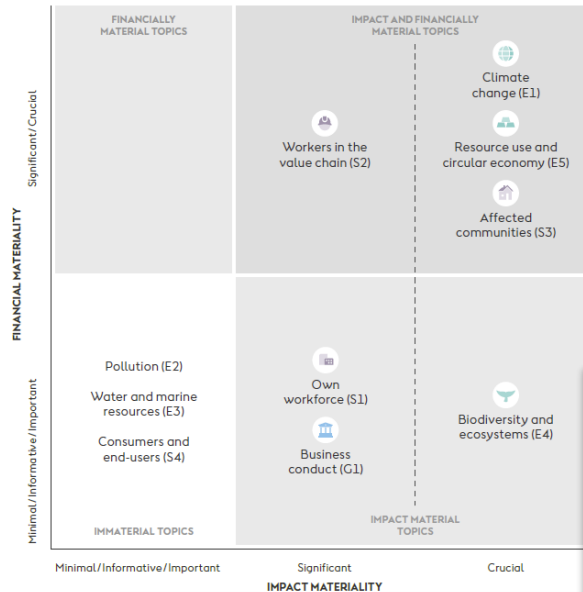 FINANCIALLY
MATERIAL TOPICS
IMPACT AND FINANCIALLY
MATERIAL TOPICS
Climate
change (E1)
Workers in the
value chain (S2)
Resource use and
circular economy (E5)
Affected
communities (S3)
Significant/Crucial
FINANCIAL MATERIALITY
Minimal/Informative/Important
Pollution (E2)
Water and marine
resources (E3)
Consumers and
end-users (S4)
Own
workforce (S1)
Business
conduct (G1)
Biodiversity and
ecosystems (E4)
IMMATERIAL TOPICS
IMPACT MATERIAL
TOPICS
Minimal/Informative/Important
Significant
Crucial
IMPACT MATERIALITY